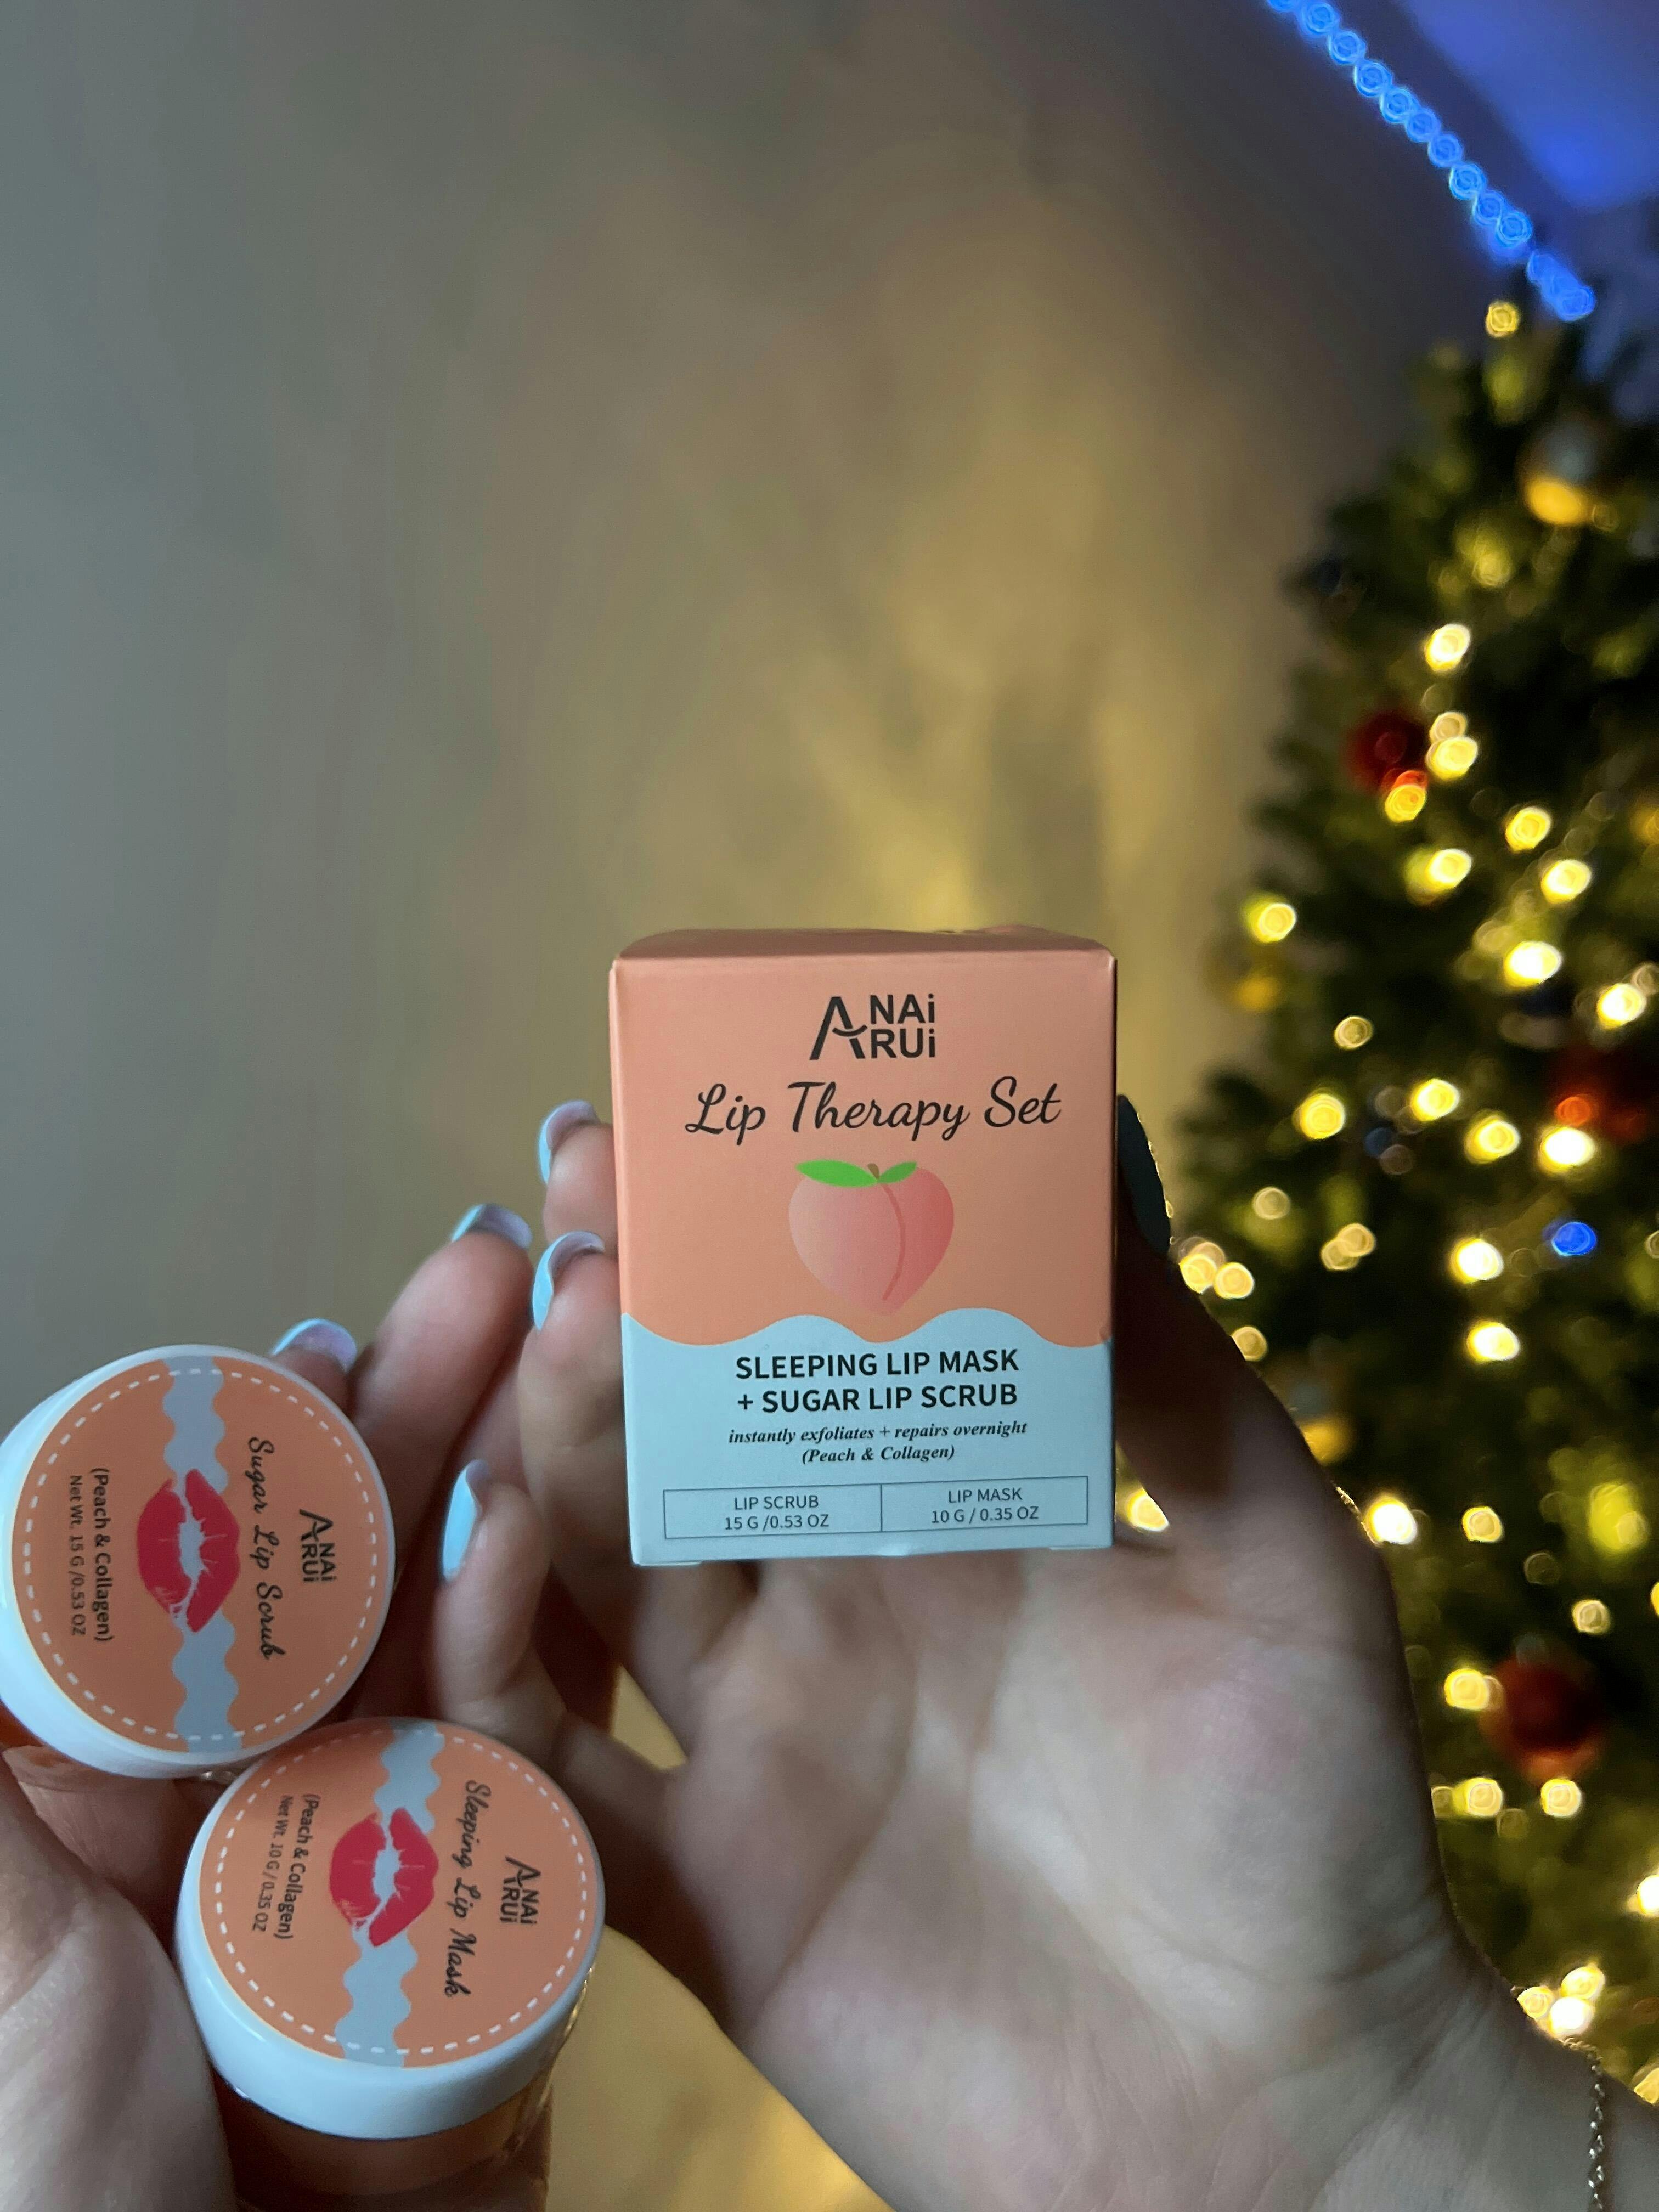 ANAi
ARUi
Lip Therapy Set
SLEEPING LIP MASK
+ SUGAR LIP SCRUB
instantly exfoliates + repairs overnight
(Peach & Collagen)
LIP SCRUB
15 G /0.53 OZ
LIP MASK
10 G / 0.35 OZ
ANAi
ARUi
Sugar Lip Scrub
(Peach & Collagen)
Net Wt. 15 G /0.53 OZ
ANAi
ARUi
Sleeping Lip Mask
(Peach & Collagen)
Net Wt. 10 G / 0.35 OZ